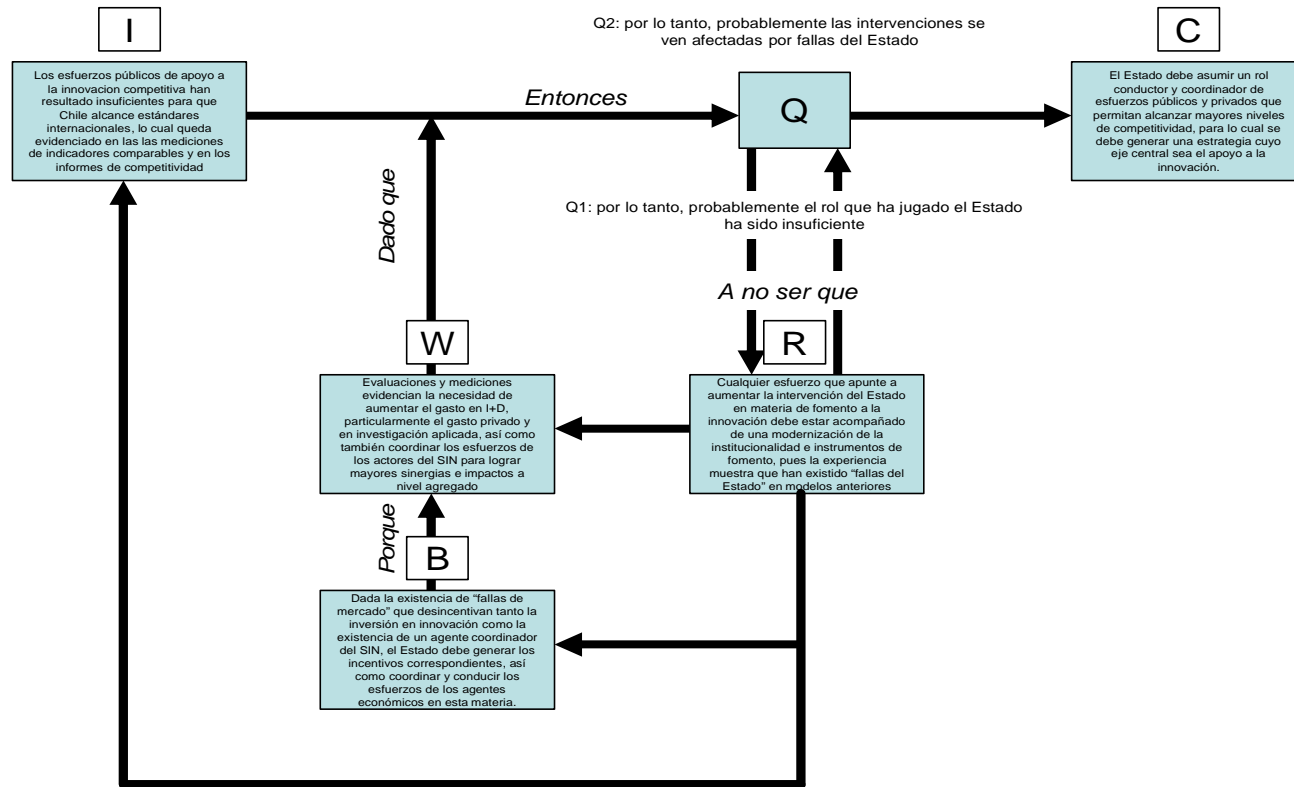 I
Los esfuerzos públicos de apoyo a
la innovacion competitiva han
resultado insuficientes para que
Chile alcance estándares
internacionales, lo cual queda
evidenciado en las las mediciones
de indicadores comparables y en los
informes de competitividad
Q2: por lo tanto, probablemente las intervenciones se
ven afectadas por fallas del Estado
Entonces
Q
C
El Estado debe asumir un rol
conductor y coordinador de
esfuerzos públicos y privados que
permitan alcanzar mayores niveles
de competitividad, para lo cual se
debe generar una estrategia cuyo
eje central sea el apoyo a la
innovación.
Q1: por lo tanto, probablemente el rol que ha jugado el Estado
ha sido insuficiente
Dado que
A no ser que
W
Evaluaciones y mediciones
evidencian la necesidad de
aumentar el gasto en I+D,
particularmente el gasto privado y
en investigación aplicada, así como
también coordinar los esfuerzos de
los actores del SIN para lograr
mayores sinergias e impactos a
nivel agregado
R
Cualquier esfuerzo que apunte a
aumentar la intervención del Estado
en materia de fomento a la
innovación debe estar acompañado
de una modernización de la
institucionalidad e instrumentos de
fomento, pues la experiencia
muestra que han existido “fallas del
Estado” en modelos anteriores
Porque
B
Dada la existencia de “fallas de
mercado” que desincentivan tanto la
inversión en innovación como la
existencia de un agente coordinador
del SIN, el Estado debe generar los
incentivos correspondientes, así
como coordinar y conducir los
esfuerzos de los agentes
económicos en esta materia.